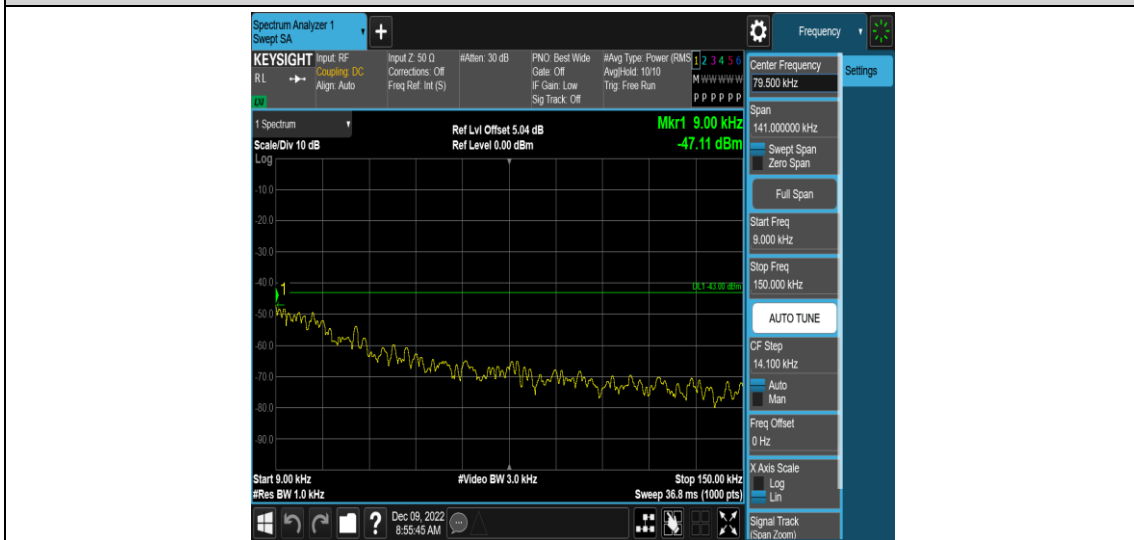 Spectrum Analyzer 1
Swept SA
+
Frequency
KEYSIGHT
RL
Input: RF
Coupling: DC
Align: Auto
Input Z: 50 Ω
Corrections: Off
Freq Ref: Int (S)
#Atten: 30 dB
PNO: Best Wide
Gate: Off
IF Gain: Low
Sig Track: Off
#Avg Type: Power (RMS
Avg|Hold: 10/10
Trig: Free Run
1 2 3 4 5 6
M W W W W W
P P P P P P
1 Spectrum
Scale/Div 10 dB
Ref Lvl Offset 5.04 dB
Ref Level 0.00 dBm
Mkr1 9.00 kHz
-47.11 dBm
Log
-10.0
-20.0
-30.0
-40.0
-50.0
-60.0
-70.0
-80.0
-90.0
1
DL1 -43.00 dBm
Start 9.00 kHz
#Res BW 1.0 kHz
#Video BW 3.0 kHz
Stop 150.00 kHz
Sweep 36.8 ms (1000 pts)
Center Frequency
79.500 kHz
Settings
Span
141.000000 kHz
Swept Span
Zero Span
Full Span
Start Freq
9.000 kHz
Stop Freq
150.000 kHz
AUTO TUNE
CF Step
14.100 kHz
Auto
Man
Freq Offset
0 Hz
X Axis Scale
Log
Lin
Signal Track
(Span Zoom)
?
Dec 09, 2022
8:55:45 AM